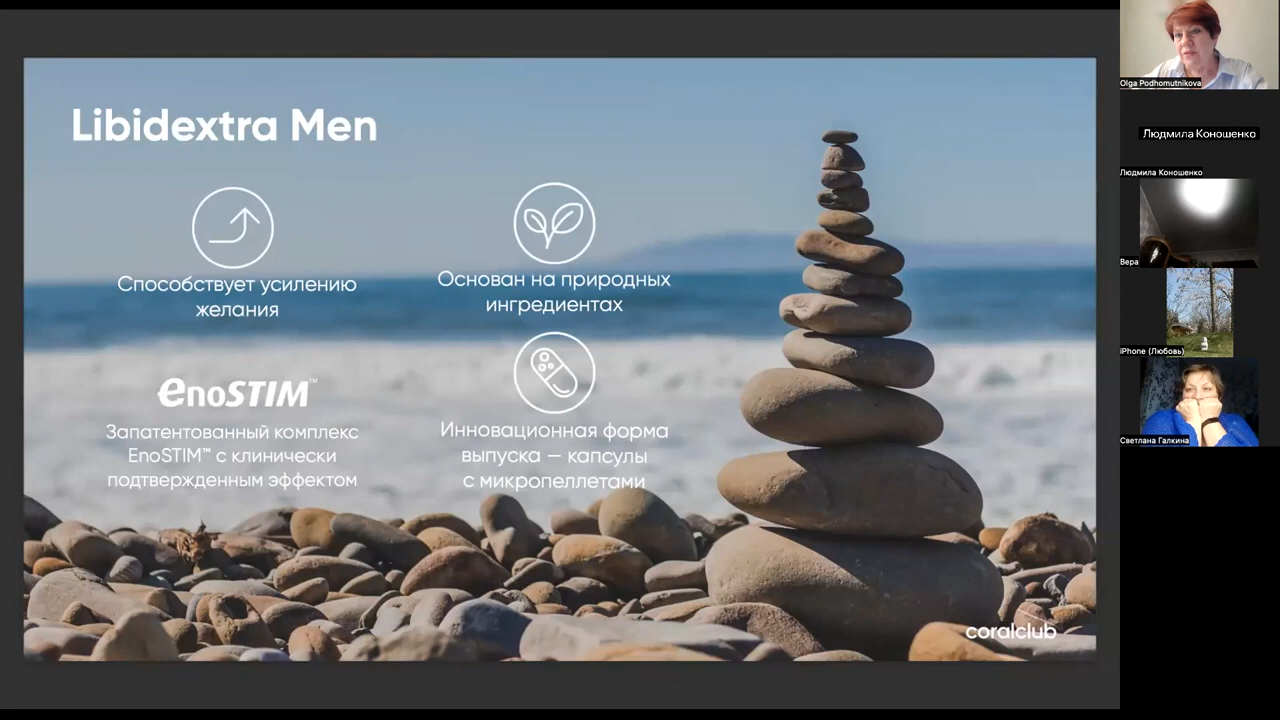 Libidextra Men
Способствует усилению
желания
Основан на природных
ингредиентах
EnoSTIM™
Запатентованный комплекс
EnoSTIM™ с клинически
подтвержденным эффектом
Инновационная форма
выпуска — капсулы
с микропеллетами
coralclub
Olga Podhomutnikova
Людмила Коношенко
Людмила Коношенко
Вера
iPhone (Любовь)
Светлана Галкина